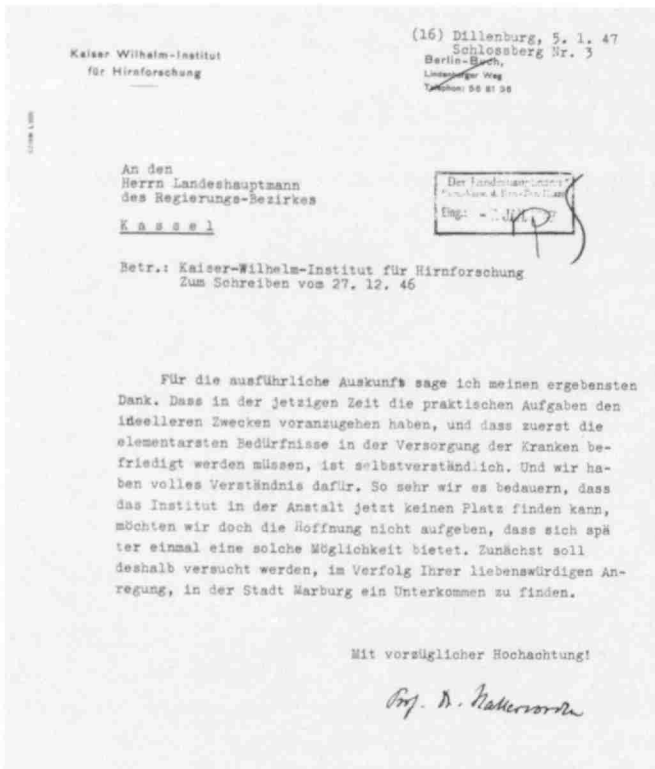 (16) Dillenburg, 5. 1. 47
Schlossberg Nr. 3
Kaiser Wilhelm-Institut
für Hirnforschung
Berlin-Buch,
Lindenberger Weg
Telephon: 56 81 36
An den
Herrn Landeshauptmann
des Regierungs-Bezirkes
Kassel
Der Landeshauptmann
Eing.:
Betr.: Kaiser-Wilhelm-Institut für Hirnforschung
Zum Schreiben vom 27. 12. 46
Für die ausführliche Auskunft sage ich meinen ergebensten
Dank. Dass in der jetzigen Zeit die praktischen Aufgaben den
ideelleren Zwecken voranzugehen haben, und dass zuerst die
elementarsten Bedürfnisse in der Versorgung der Kranken be-
friedigt werden müssen, ist selbstverständlich. Und wir ha-
ben volles Verständnis dafür. So sehr wir es bedauern, dass
das Institut in der Anstalt jetzt keinen Platz finden kann,
möchten wir doch die Hoffnung nicht aufgeben, dass sich spä
ter einmal eine solche Möglichkeit bietet. Zunächst soll
deshalb versucht werden, im Verfolg Ihrer liebenswürdigen An-
regung, in der Stadt Marburg ein Unterkommen zu finden.
Mit vorzüglicher Hochachtung!
Prof. Dr. Hallervorden